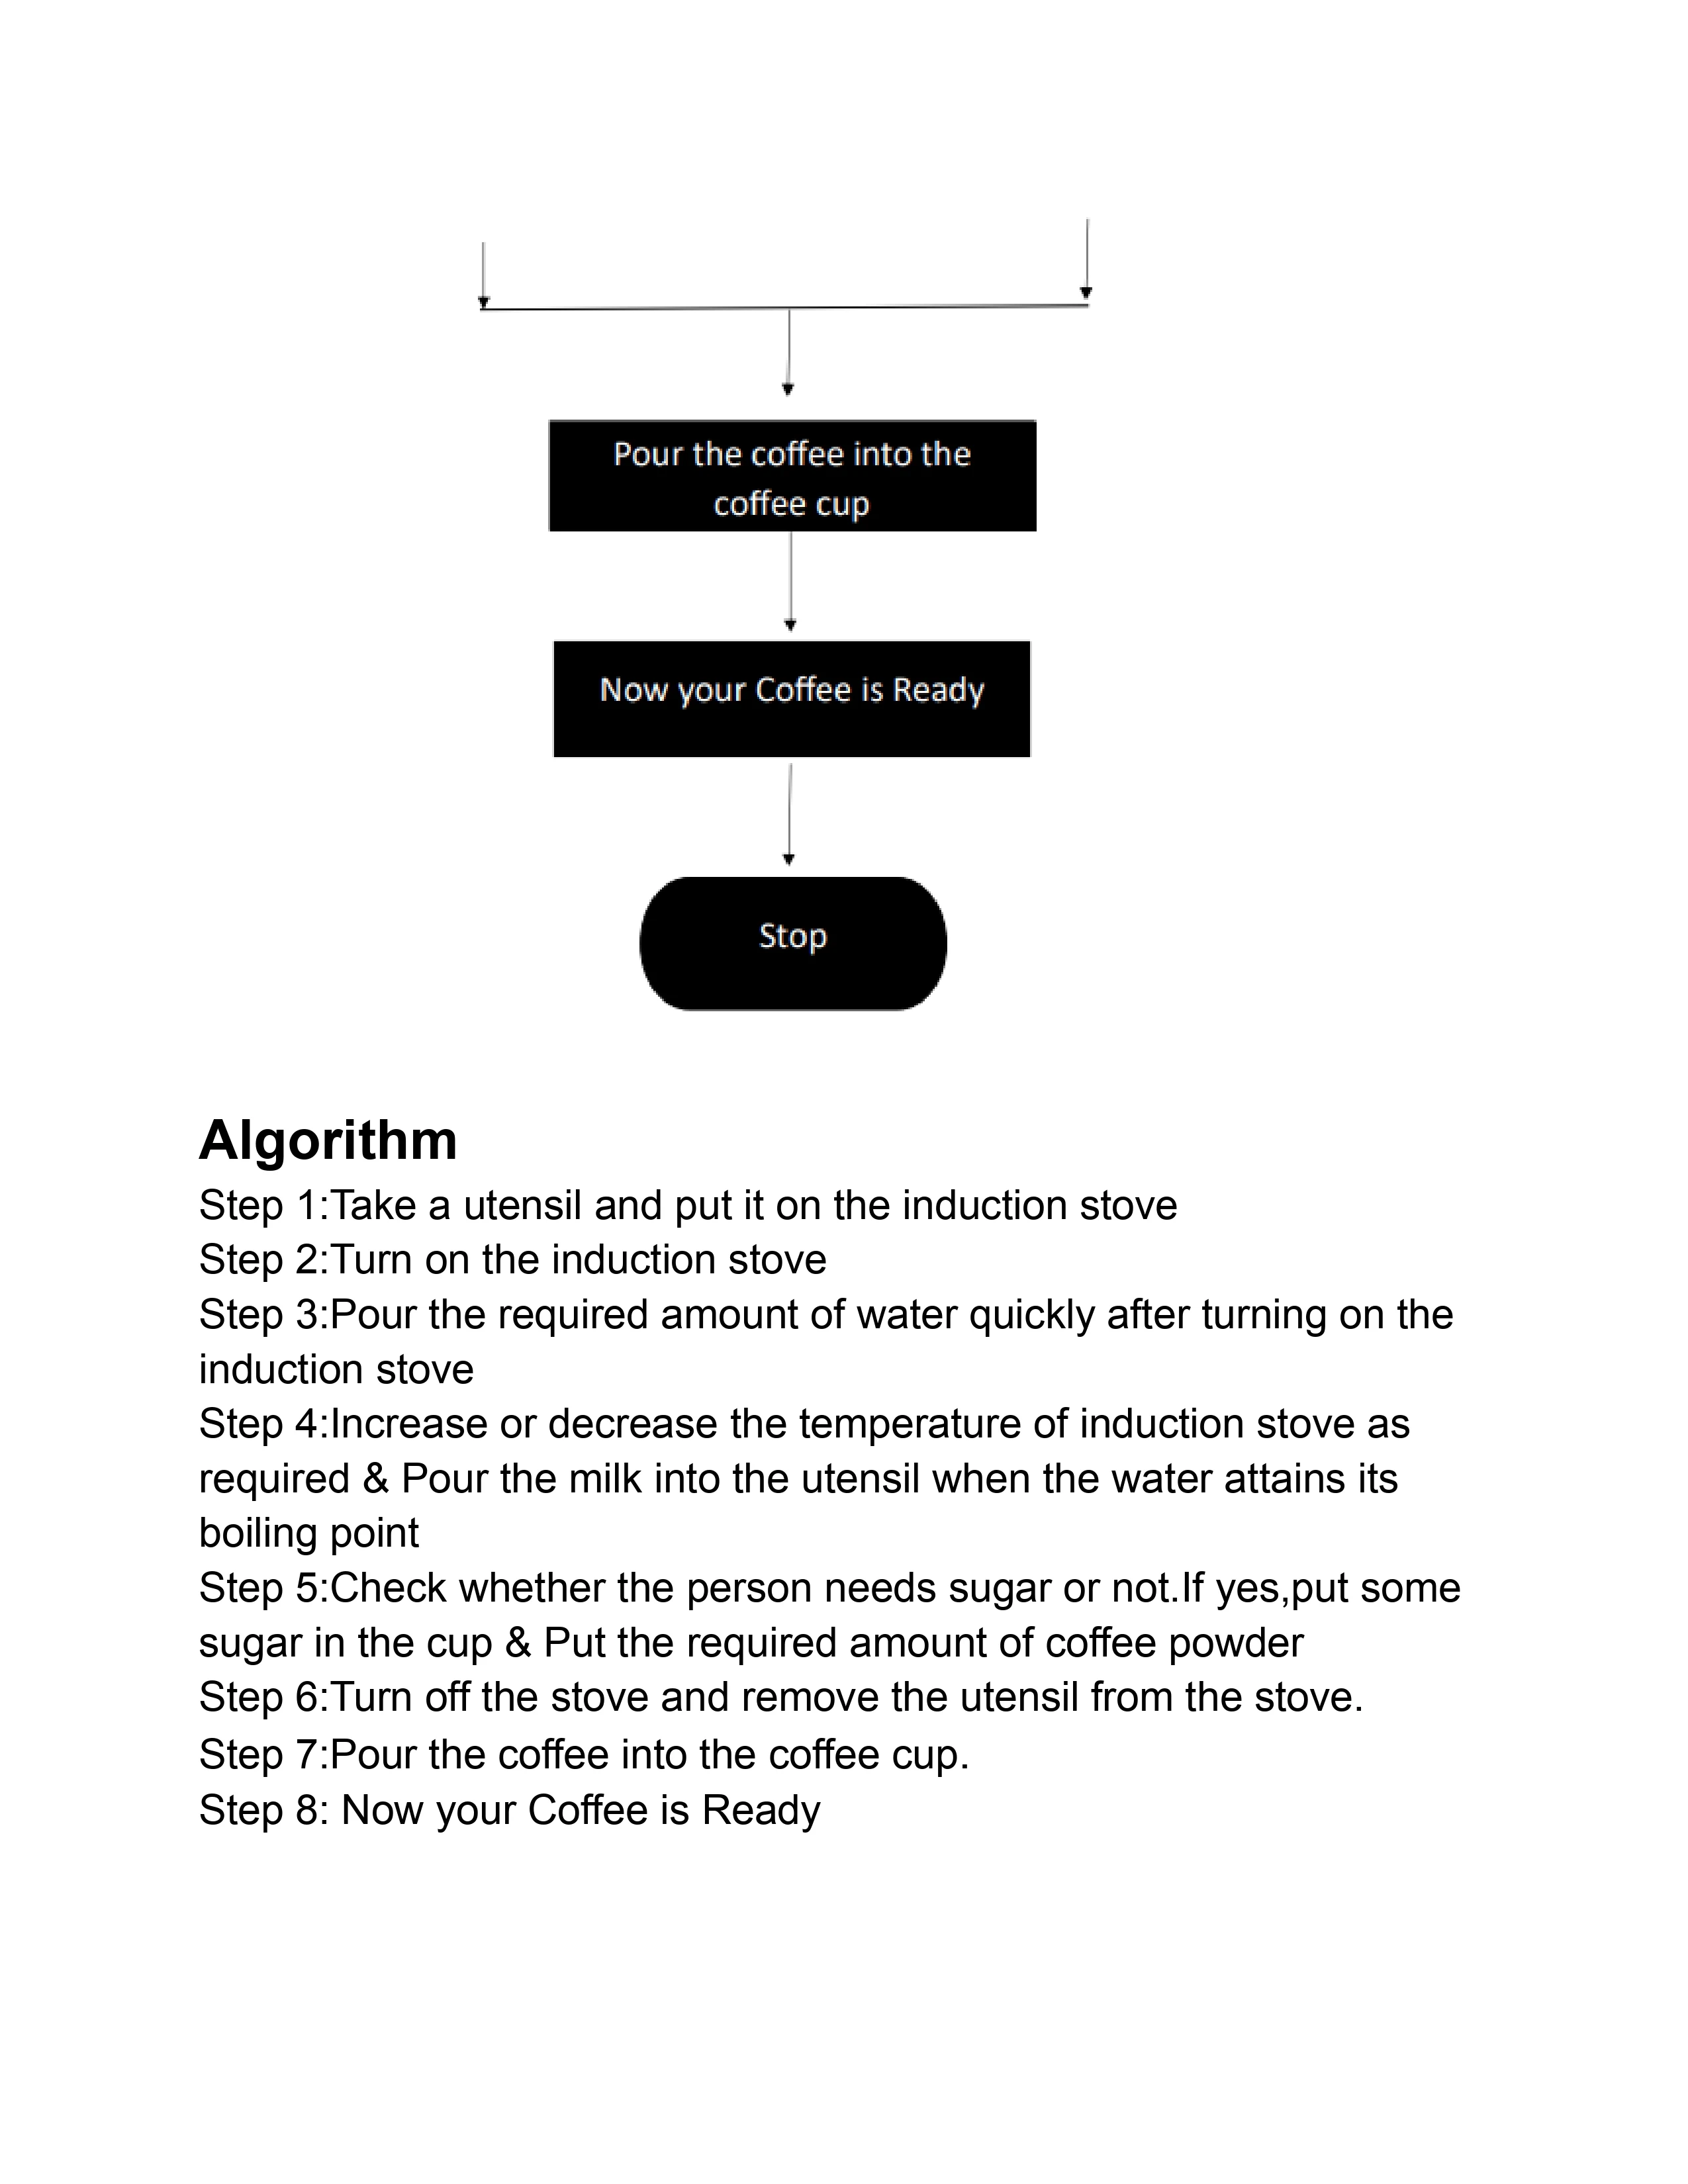 Pour the coffee into the
coffee cup
Now your Coffee is Ready
Stop
Algorithm
Step 1:Take a utensil and put it on the induction stove
Step 2:Turn on the induction stove
Step 3:Pour the required amount of water quickly after turning on the
induction stove
Step 4:Increase or decrease the temperature of induction stove as
required & Pour the milk into the utensil when the water attains its
boiling point
Step 5:Check whether the person needs sugar or not.If yes,put some
sugar in the cup & Put the required amount of coffee powder
Step 6:Turn off the stove and remove the utensil from the stove.
Step 7:Pour the coffee into the coffee cup.
Step 8: Now your Coffee is Ready